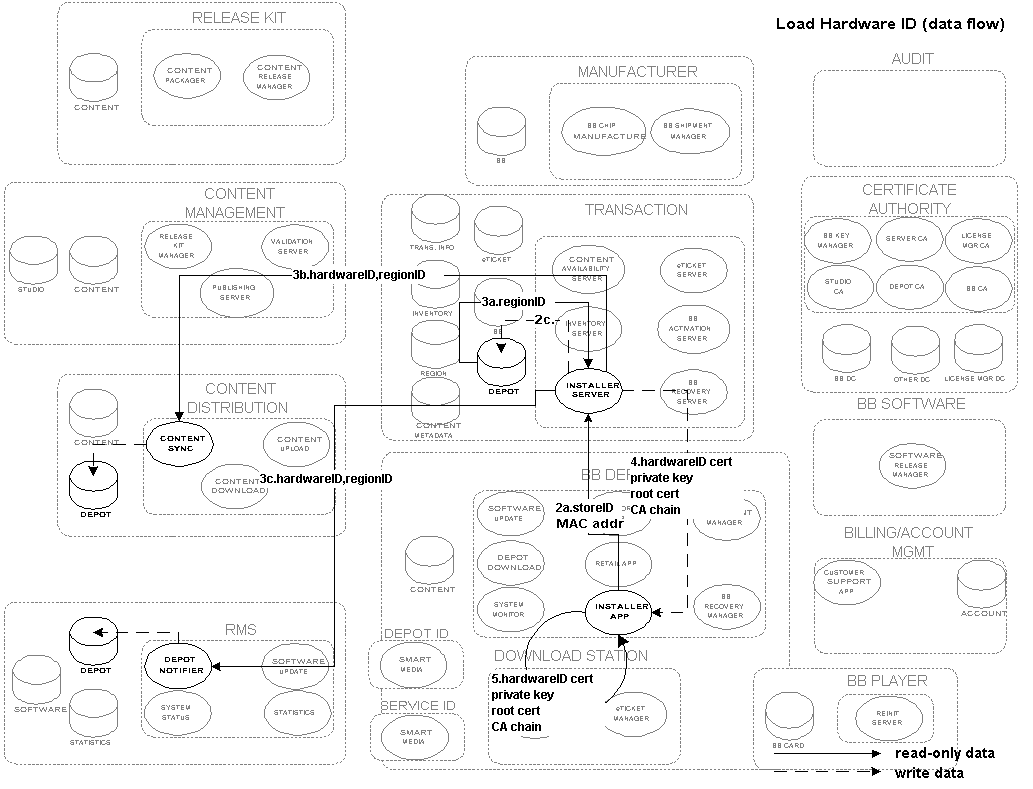 RELEASE KIT
CONTENT
CONTENT
PACKAGER
CONTENT
RELEASE
MANAGER
Load Hardware ID (data flow)
MANUFACTURER
BB
BB CHIP
MANUFACTURE
BB SHIPMENT
MANAGER
AUDIT
CONTENT
MANAGEMENT
STUDIO
CONTENT
RELEASE
KIT
MANAGER
VALIDATION
SERVER
PUBLISHING
SERVER
TRANSACTION
TRANS. INFO
eTICKET
INVENTORY
BB
REGION
DEPOT
CONTENT
METADATA
CONTENT
AVAILABILITY
SERVER
eTICKET
SERVER
INVENTORY
SERVER
BB
ACTIVATION
SERVER
INSTALLER
SERVER
BB
RECOVERY
SERVER
3b.hardwareID,regionID
3a.regionID
2c.
CERTIFICATE
AUTHORITY
BB KEY
MANAGER
SERVER CA
LICENSE
MGR CA
STUDIO
CA
DEPOT CA
BB CA
BB DC
OTHER DC
LICENSE MGR DC
CONTENT
DISTRIBUTION
CONTENT
DEPOT
CONTENT
SYNC
CONTENT
UPLOAD
CONTENT
DOWNLOAD
3c.hardwareID,regionID
BB SOFTWARE
SOFTWARE
RELEASE
MANAGER
BB DEP
CONTENT
SOFTWARE
UPDATE
DEPOT
DOWNLOAD
RETAIL APP
SYSTEM
MONITOR
INSTALLER
APP
MANAGER
BB
RECOVERY
MANAGER
2a.storeID
MAC addr
4.hardwareID cert
private key
root cert
CA chain
BILLING/ACCOUNT
MGMT
CUSTOMER
SUPPORT
APP
ACCOUNT
RMS
SOFTWARE
DEPOT
STATISTICS
DEPOT
NOTIFIER
SOFTWARE
UPDATE
SYSTEM
STATUS
STATISTICS
DEPOT ID
SMART
MEDIA
SERVICE ID
SMART
MEDIA
DOWNLOAD STATION
5.hardwareID cert
private key
root cert
CA chain
eTICKET
MANAGER
BB PLAYER
BB CARD
REINIT
SERVER
read-only data
write data